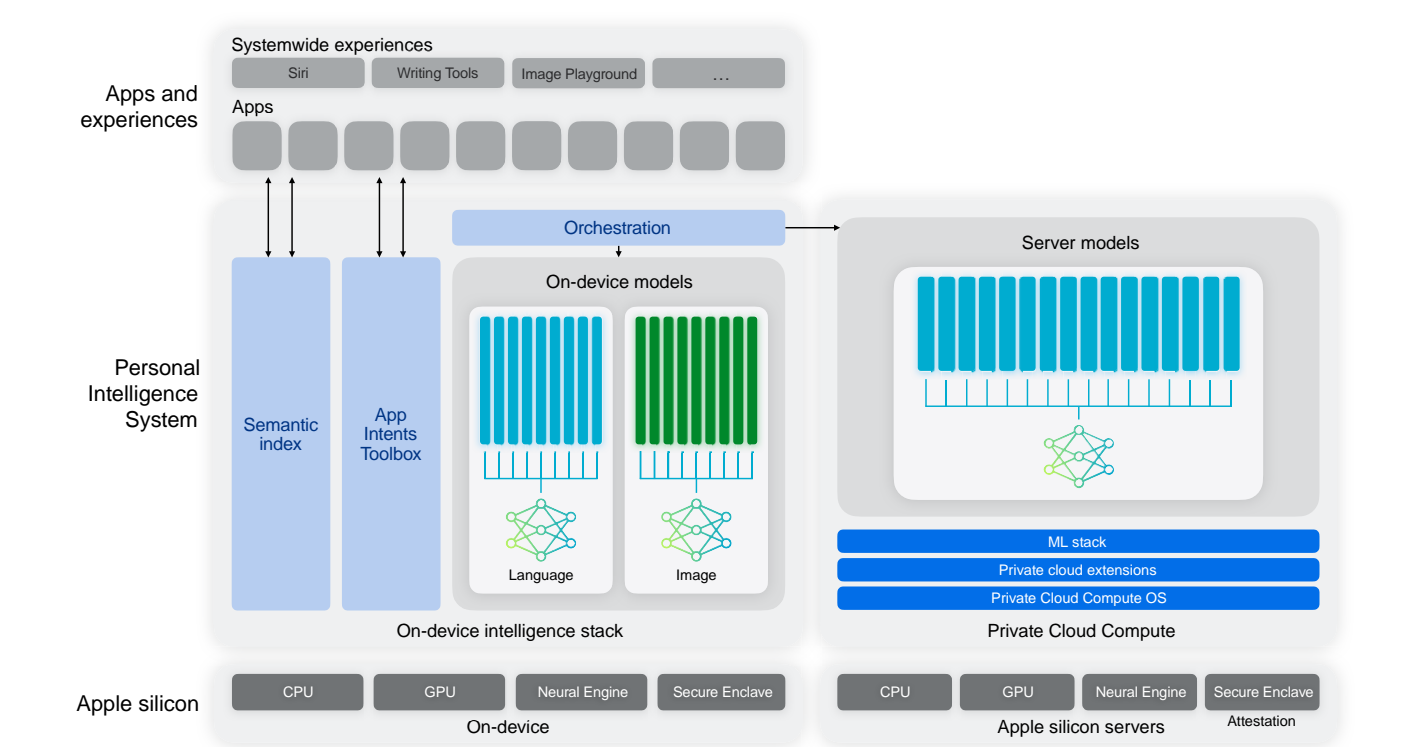 Systemwide experiences
Siri
Writing Tools
Image Playground
...
Apps and
experiences
Apps
Orchestration
Server models
On-device models
Personal
Intelligence
System
Semantic
index
App
Intents
Toolbox
Language
Image
ML stack
Private cloud extensions
Private Cloud Compute OS
On-device intelligence stack
Private Cloud Compute
Apple silicon
CPU
GPU
Neural Engine
Secure Enclave
On-device
CPU
GPU
Neural Engine
Secure Enclave
Attestation
Apple silicon servers